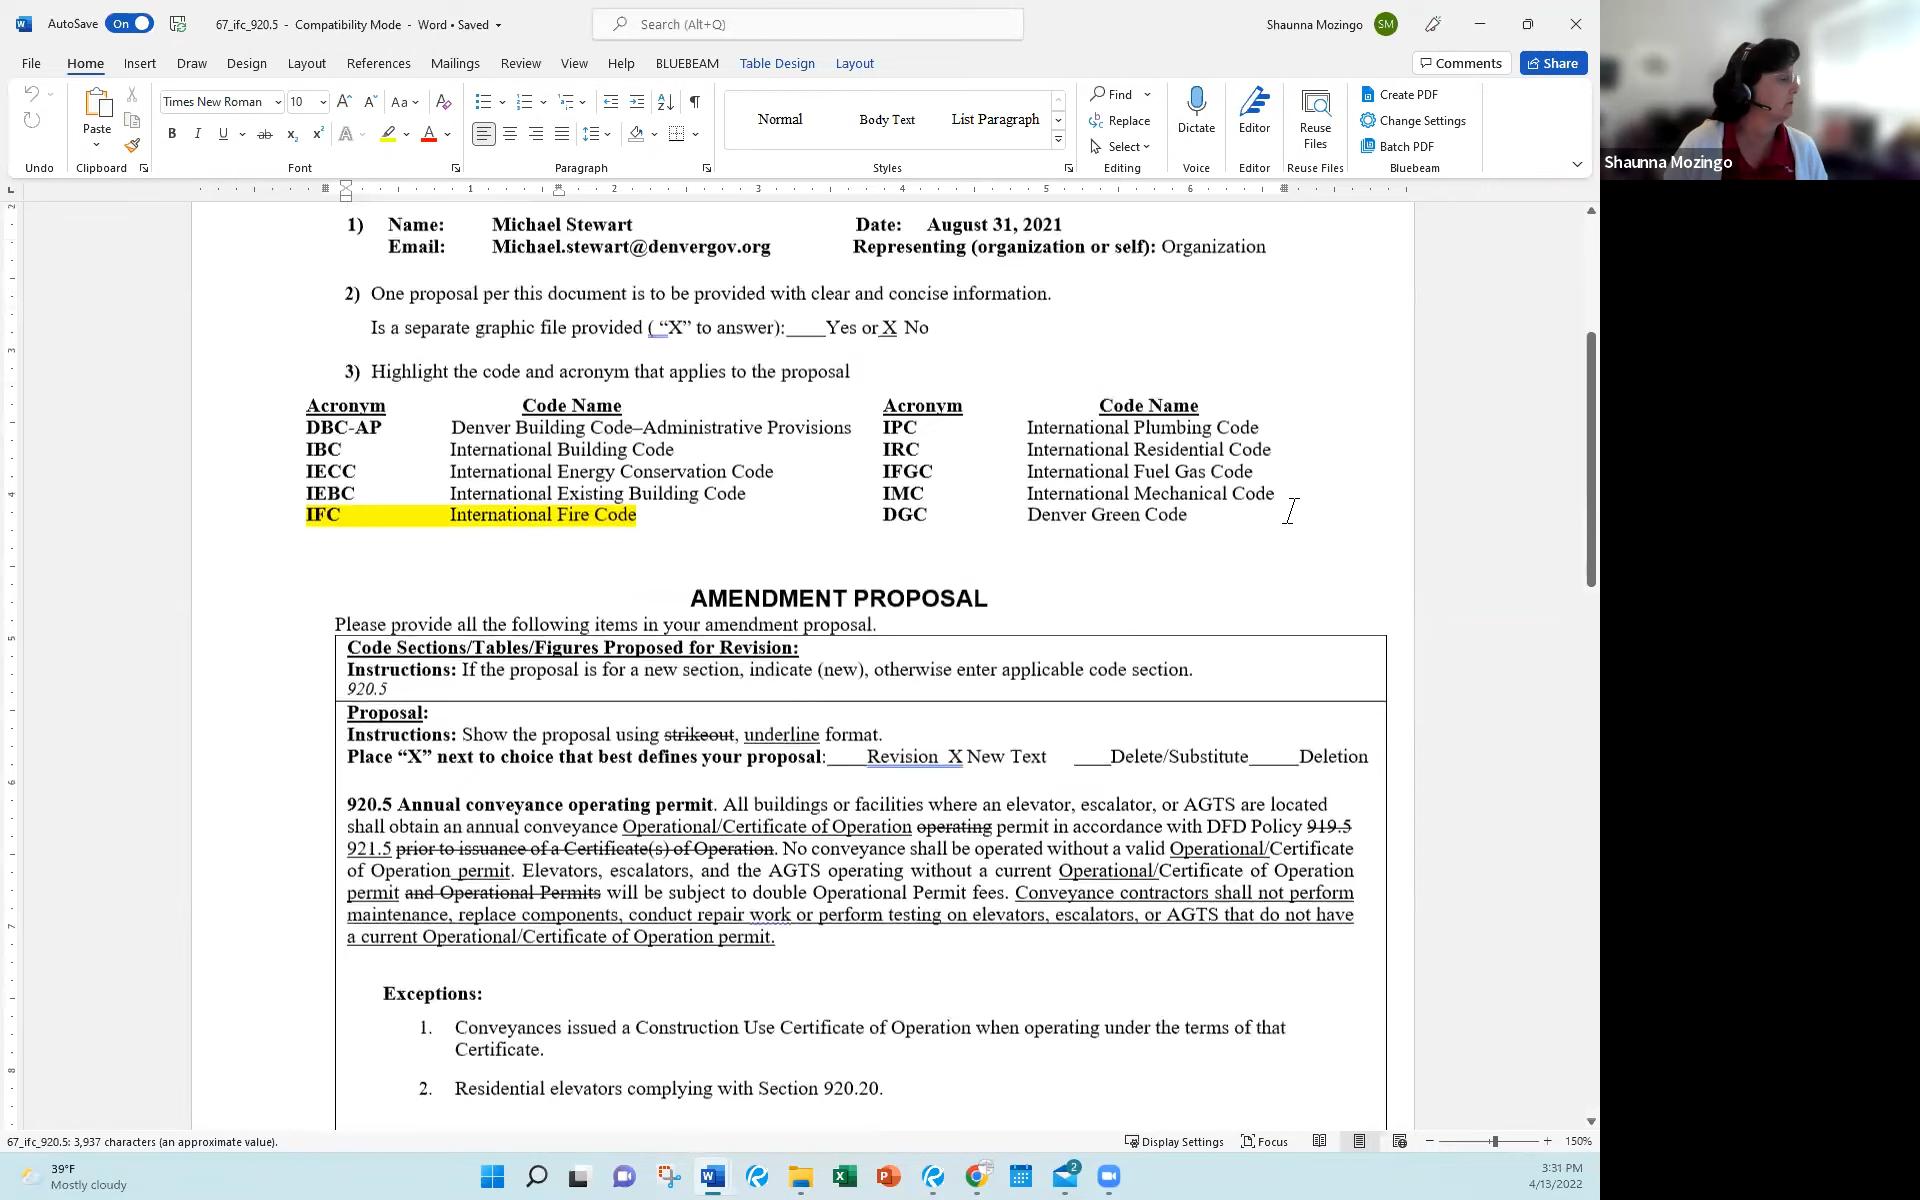 AutoSave On 67_ifc_920.5 - Compatibility Mode - Word • Saved Search (Alt+Q) Shaunna Mozingo SM
File Home Insert Draw Design Layout References Mailings Review View Help BLUEBEAM Table Design Layout Comments Share
Times New Roman 10 Aa Find Create PDF
Paste Normal Body Text List Paragraph Replace Dictate Editor Reuse Files Change Settings
Select Batch PDF
Undo Clipboard Font Paragraph Styles Editing Voice Editor Reuse Files Bluebeam
Shaunna Mozingo
1 2 3 4 5 6
1) Name: Michael Stewart Date: August 31, 2021
Email: Michael.stewart@denvergov.org Representing (organization or self): Organization
2) One proposal per this document is to be provided with clear and concise information.
Is a separate graphic file provided ( “X” to answer):____Yes or X No
3) Highlight the code and acronym that applies to the proposal
Acronym Code Name Acronym Code Name
DBC-AP Denver Building Code–Administrative Provisions IPC International Plumbing Code
IBC International Building Code IRC International Residential Code
IECC International Energy Conservation Code IFGC International Fuel Gas Code
IEBC International Existing Building Code IMC International Mechanical Code
IFC International Fire Code DGC Denver Green Code
AMENDMENT PROPOSAL
Please provide all the following items in your amendment proposal.
Code Sections/Tables/Figures Proposed for Revision:
Instructions: If the proposal is for a new section, indicate (new), otherwise enter applicable code section.
920.5
Proposal:
Instructions: Show the proposal using strikeout, underline format.
Place “X” next to choice that best defines your proposal:____Revision X New Text ____Delete/Substitute_____Deletion
920.5 Annual conveyance operating permit. All buildings or facilities where an elevator, escalator, or AGTS are located
shall obtain an annual conveyance Operational/Certificate of Operation operating permit in accordance with DFD Policy 919.5
921.5 prior to issuance of a Certificate(s) of Operation. No conveyance shall be operated without a valid Operational/Certificate
of Operation permit. Elevators, escalators, and the AGTS operating without a current Operational/Certificate of Operation
permit and Operational Permits will be subject to double Operational Permit fees. Conveyance contractors shall not perform
maintenance, replace components, conduct repair work or perform testing on elevators, escalators, or AGTS that do not have
a current Operational/Certificate of Operation permit.
Exceptions:
1. Conveyances issued a Construction Use Certificate of Operation when operating under the terms of that
Certificate.
2. Residential elevators complying with Section 920.20.
67_ifc_920.5: 3,937 characters (an approximate value). Display Settings Focus 150%
39°F
Mostly cloudy
2
3:31 PM
4/13/2022